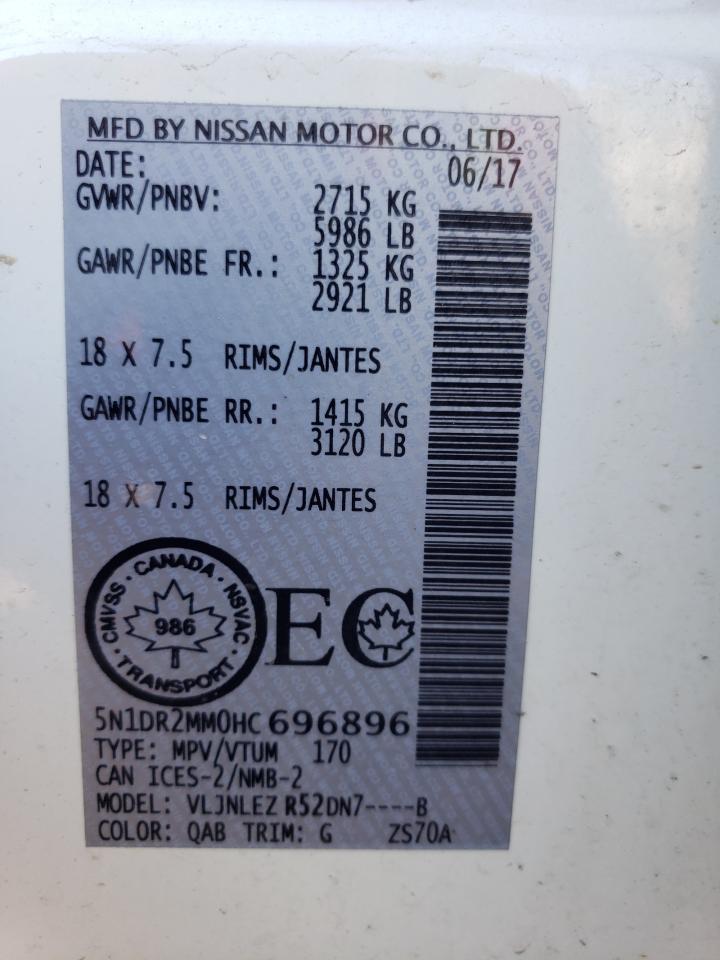 MFD BY NISSAN MOTOR CO., LTD.
DATE: 06/17
GVWR/PNBV: 2715 KG
5986 LB
GAWR/PNBE FR.: 1325 KG
2921 LB
18 X 7.5 RIMS/JANTES
GAWR/PNBE RR.: 1415 KG
3120 LB
18 X 7.5 RIMS/JANTES
CMVSS · CANADA · NSVAC · TRANSPORT ·
986
EC
5N1DR2MM0HC 696896
TYPE: MPV/VTUM 170
CAN ICES-2/NMB-2
MODEL: VLJNLEZ R52DN7----B
COLOR: QAB TRIM: G ZS70A